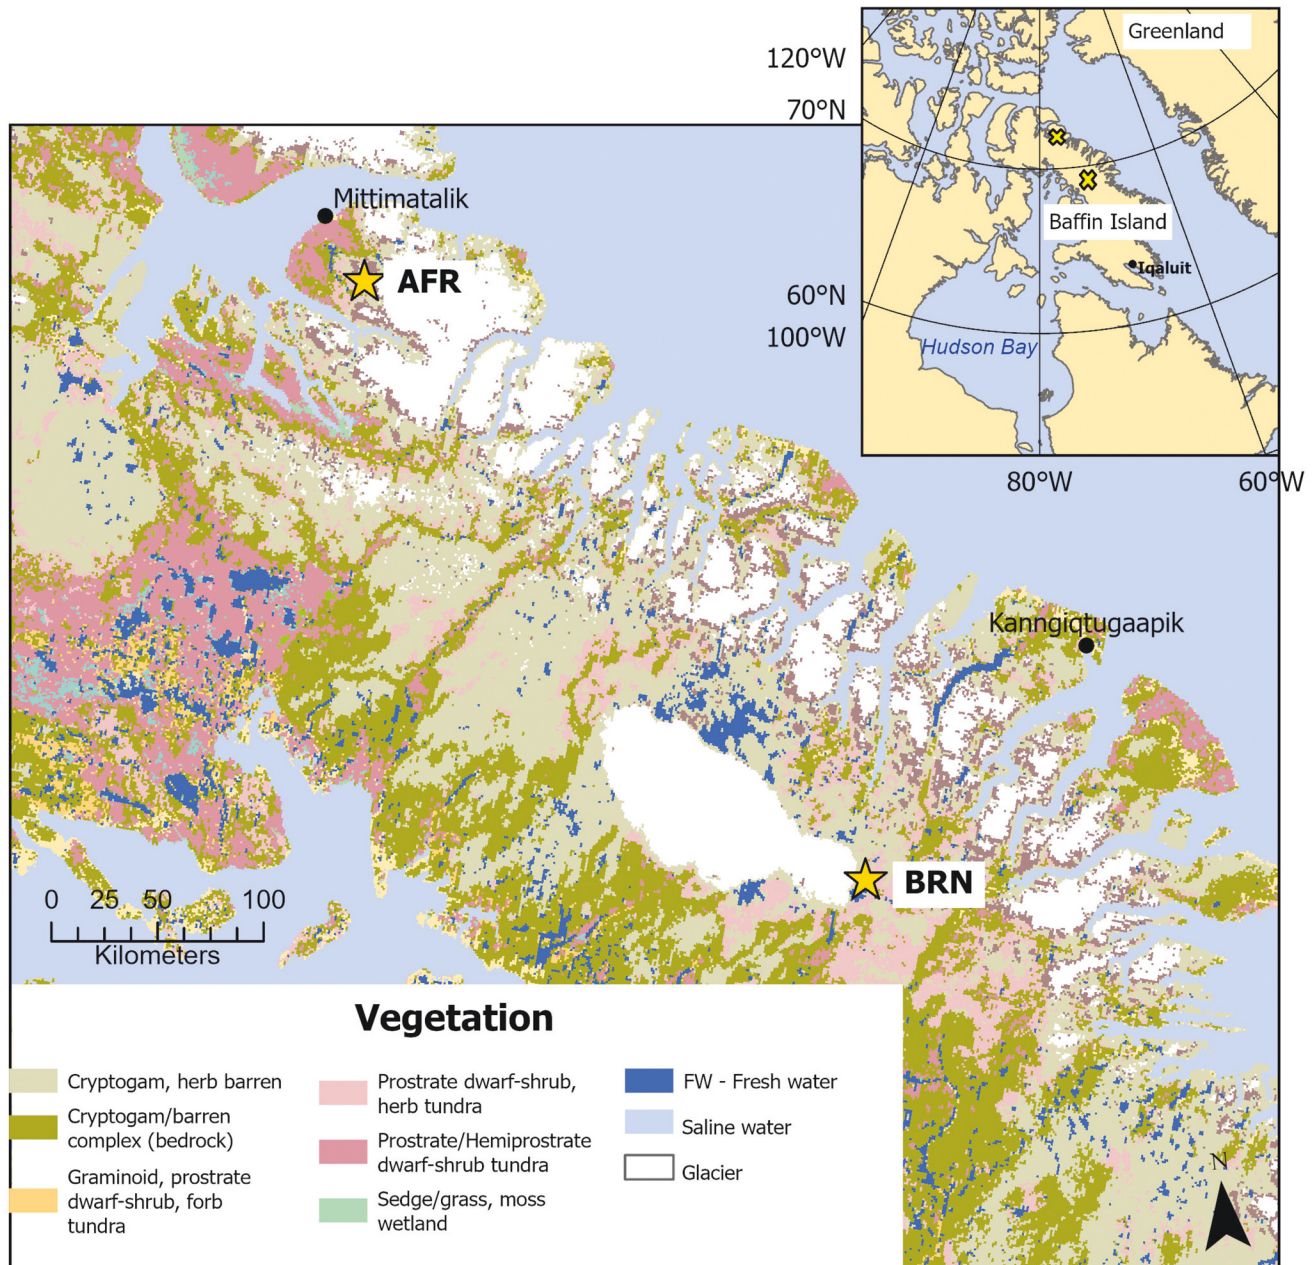 Greenland
120°W
70°N
Baffin Island
Iqaluit
60°N
100°W
Hudson Bay
80°W
60°W
Mittimatalik
AFR
Kanngiqtugaapik
BRN
0 25 50 100
Kilometers
Vegetation
Cryptogam, herb barren
Cryptogam/barren
complex (bedrock)
Graminoid, prostrate
dwarf-shrub, forb
tundra
Prostrate dwarf-shrub,
herb tundra
Prostrate/Hemiprostrate
dwarf-shrub tundra
Sedge/grass, moss
wetland
FW - Fresh water
Saline water
Glacier
N